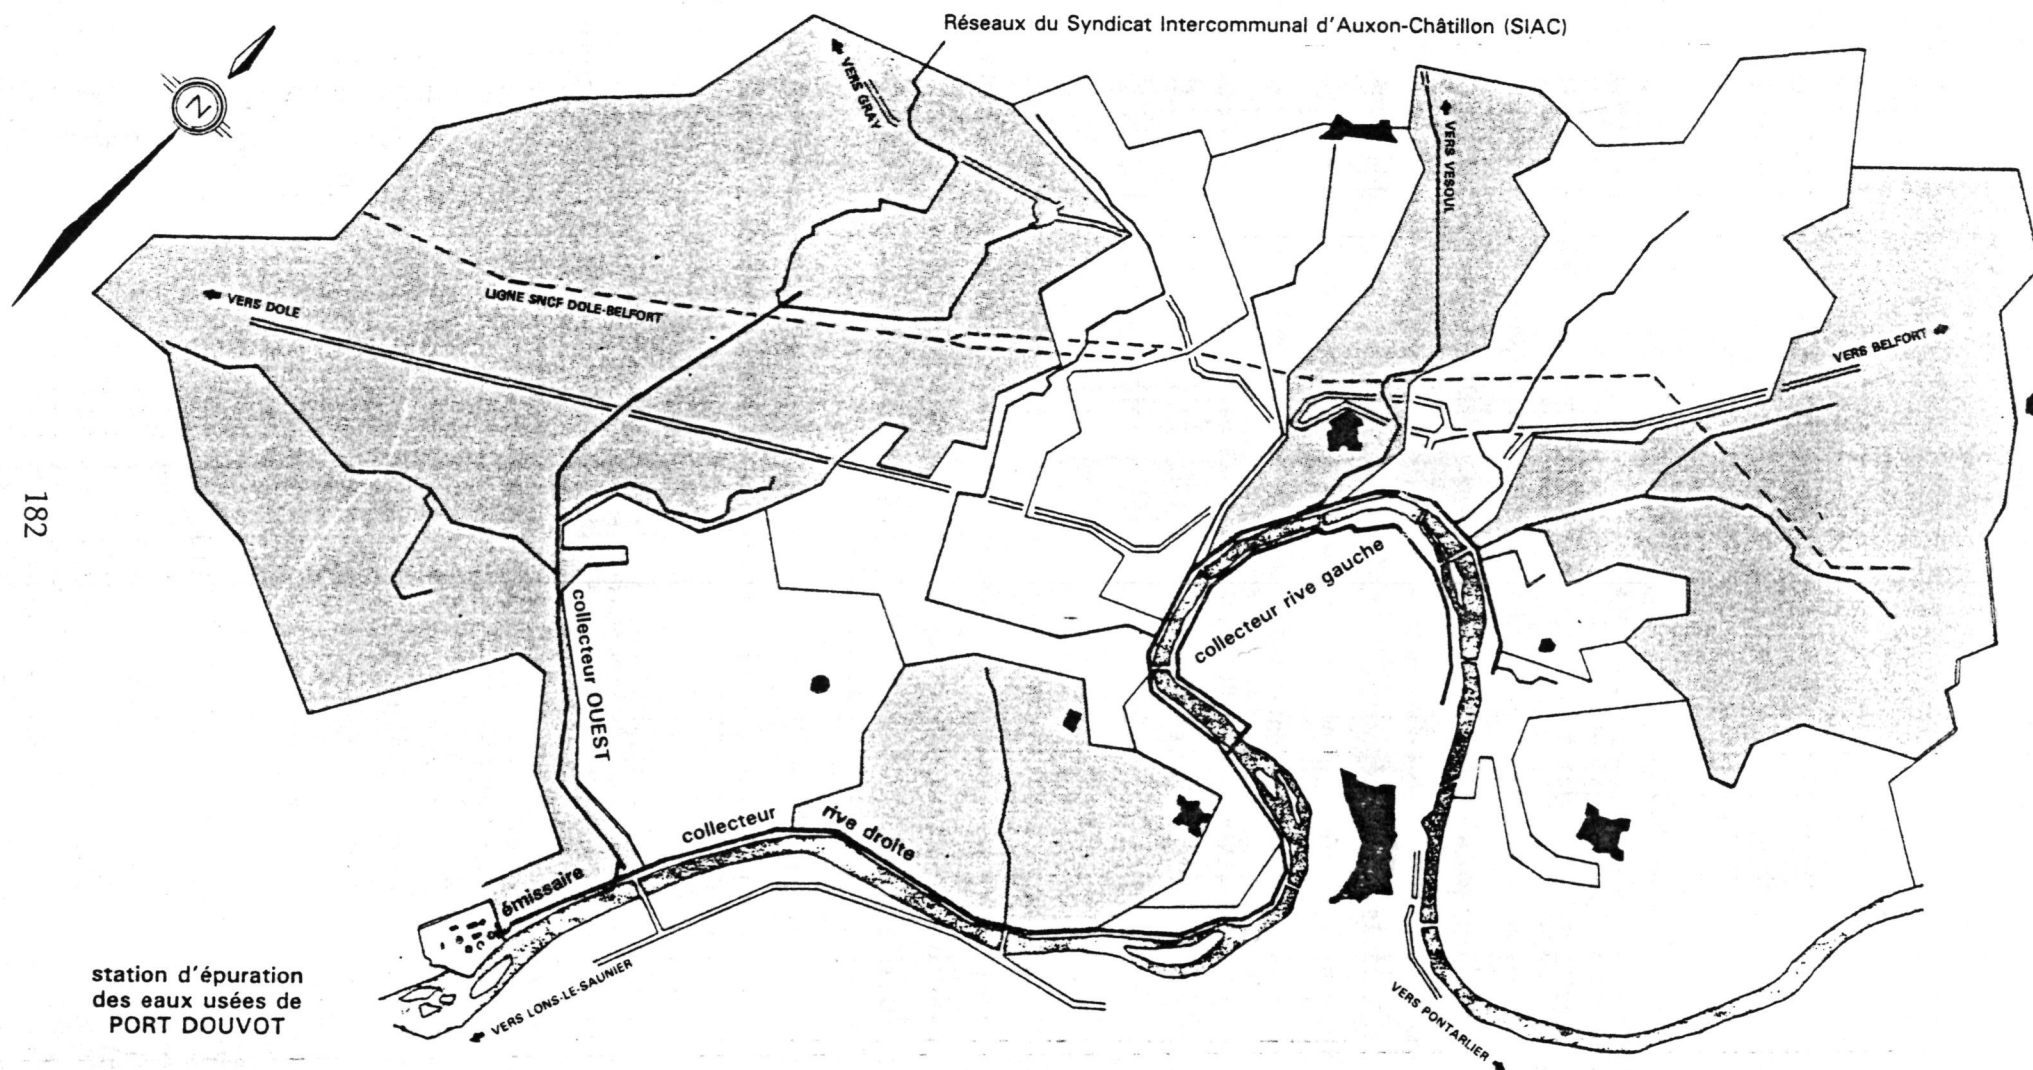 Réseaux du Syndicat Intercommunal d'Auxon-Châtillon (SIAC)
N
VERS GRAY
VERS VESOUL
VERS DOLE
LIGNE SNCF DOLE-BELFORT
VERS BELFORT
182
collecteur rive gauche
collecteur OUEST
collecteur rive droite
émissaire
station d'épuration
des eaux usées de
PORT DOUVOT
VERS LONS-LE-SAUNIER
VERS PONTARLIER